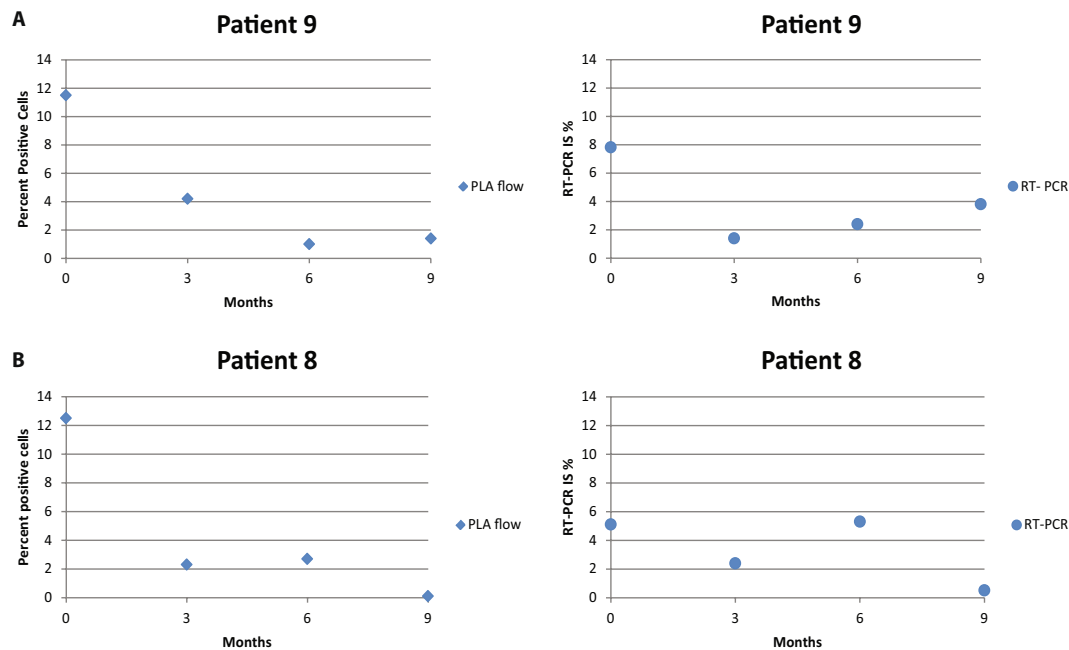 A
Patient 9
Percent Positive Cells
14
12
10
8
6
4
2
0
0 3 6 9
Months
PLA flow
Patient 9
RT-PCR IS %
14
12
10
8
6
4
2
0
0 3 6 9
Months
RT- PCR
B
Patient 8
Percent positive cells
14
12
10
8
6
4
2
0
0 3 6 9
Months
PLA flow
Patient 8
RT-PCR IS %
14
12
10
8
6
4
2
0
0 3 6 9
Months
RT-PCR